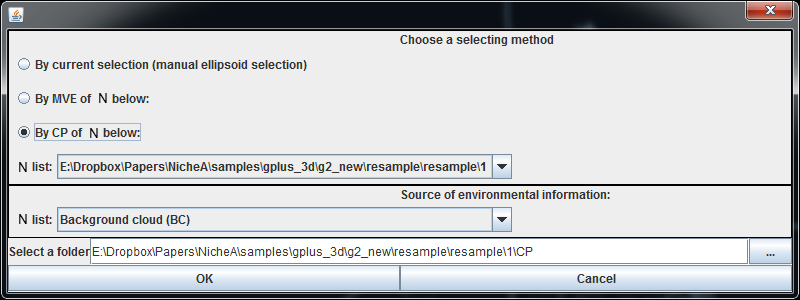 Choose a selecting method
By current selection (manual ellipsoid selection)
By MVE of N below:
By CP of N below:
N list: E:\Dropbox\Papers\NicheA\samples\gplus_3d\g2_new\resample\resample\1
Source of environmental information:
N list: Background cloud (BC)
Select a folder E:\Dropbox\Papers\NicheA\samples\gplus_3d\g2_new\resample\resample\1\CP ...
OK Cancel